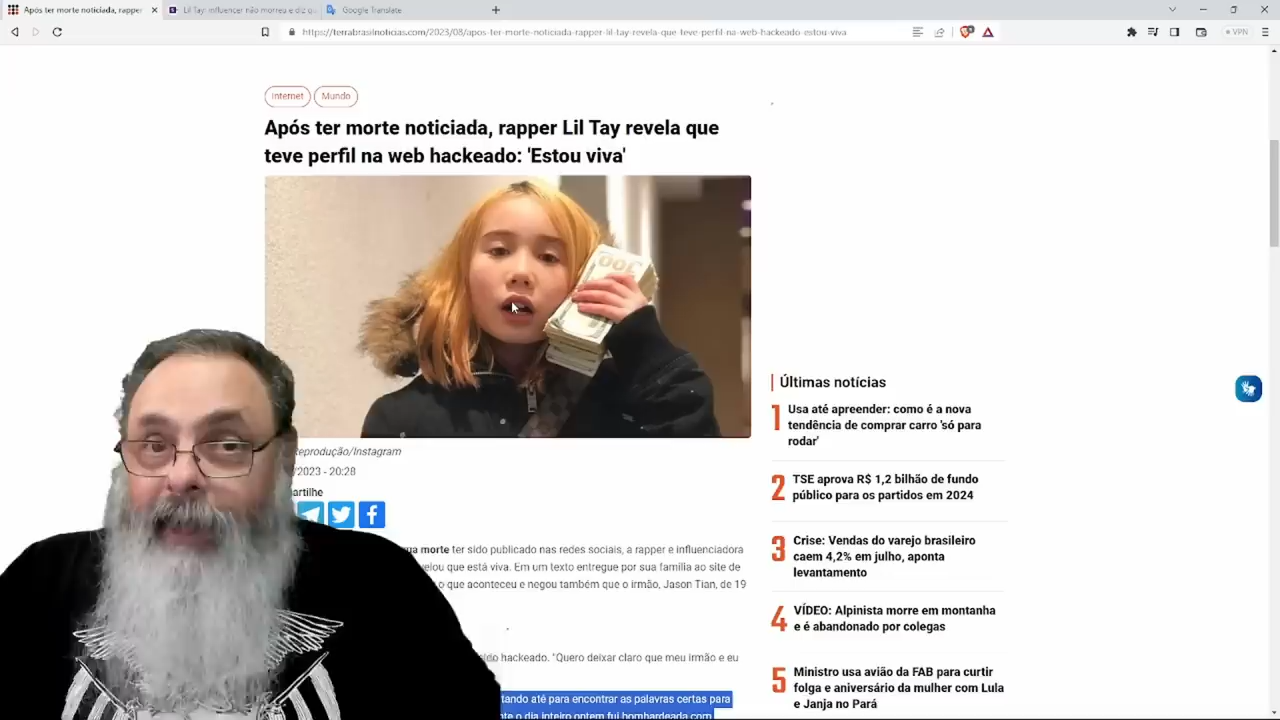 Após ter morte noticiada, rapper
Lil Tay: influencer não morreu e diz qu
Google Translate
https://terrabrasilnoticias.com/2023/08/apos-ter-morte-noticiada-rapper-lil-tay-revela-que-teve-perfil-na-web-hackeado-estou-viva
VPN
Internet
Mundo
Após ter morte noticiada, rapper Lil Tay revela que
teve perfil na web hackeado: 'Estou viva'
100
eprodução/Instagram
/2023 - 20:28
artilhe
ua morte ter sido publicado nas redes sociais, a rapper e influenciadora
elou que está viva. Em um texto entregue por sua família ao site de
o que aconteceu e negou também que o irmão, Jason Tian, de 19
ido hackeado. "Quero deixar claro que meu irmão e eu
tando até para encontrar as palavras certas para
nte o dia inteiro ontem fui bombardeada com
Últimas notícias
1 Usa até apreender: como é a nova
tendência de comprar carro 'só para
rodar'
2 TSE aprova R$ 1,2 bilhão de fundo
público para os partidos em 2024
3 Crise: Vendas do varejo brasileiro
caem 4,2% em julho, aponta
levantamento
4 VÍDEO: Alpinista morre em montanha
e é abandonado por colegas
5 Ministro usa avião da FAB para curtir
folga e aniversário da mulher com Lula
e Janja no Pará